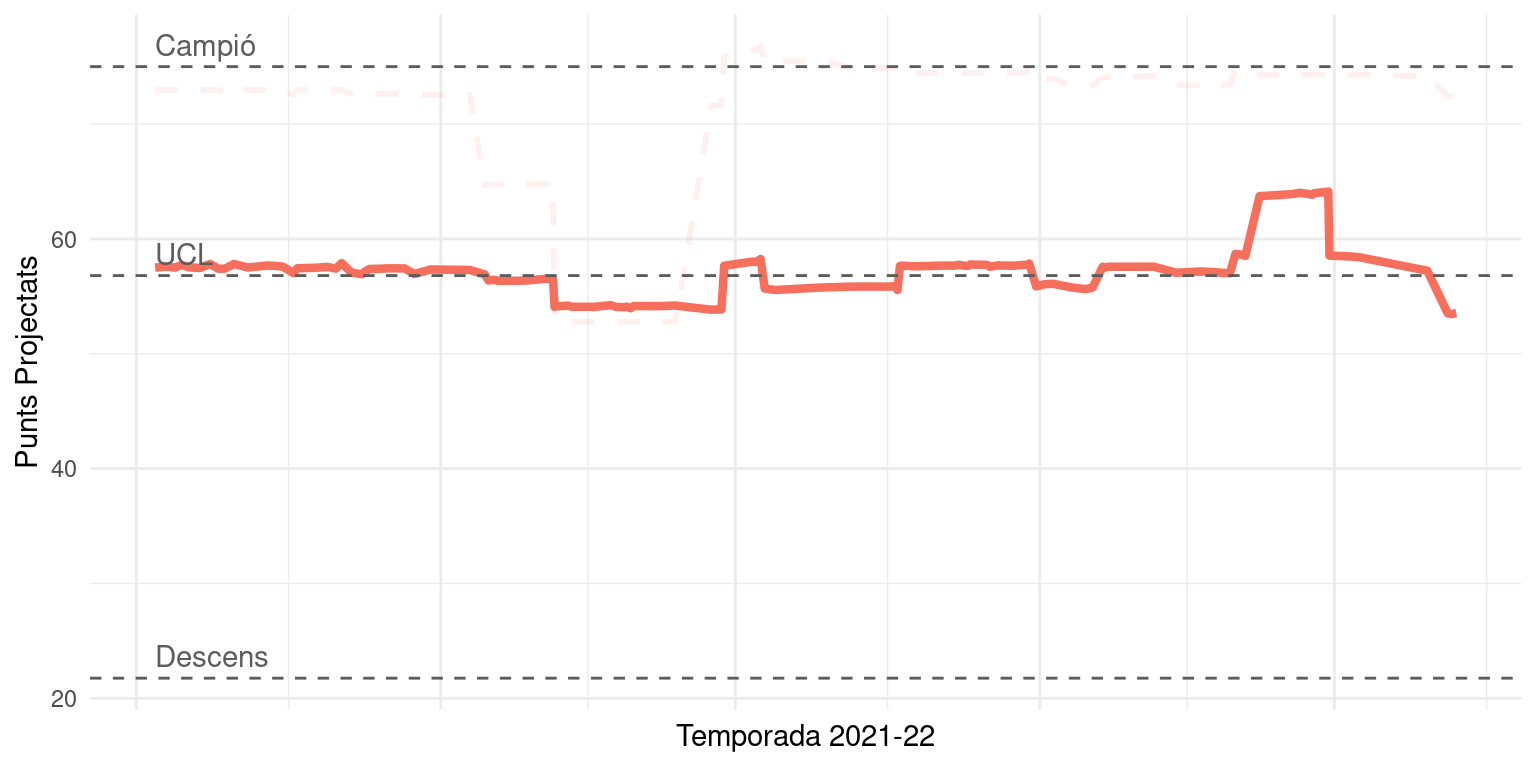 Campió
60
UCL
Punts Projectats
40
Descens
20
Temporada 2021-22